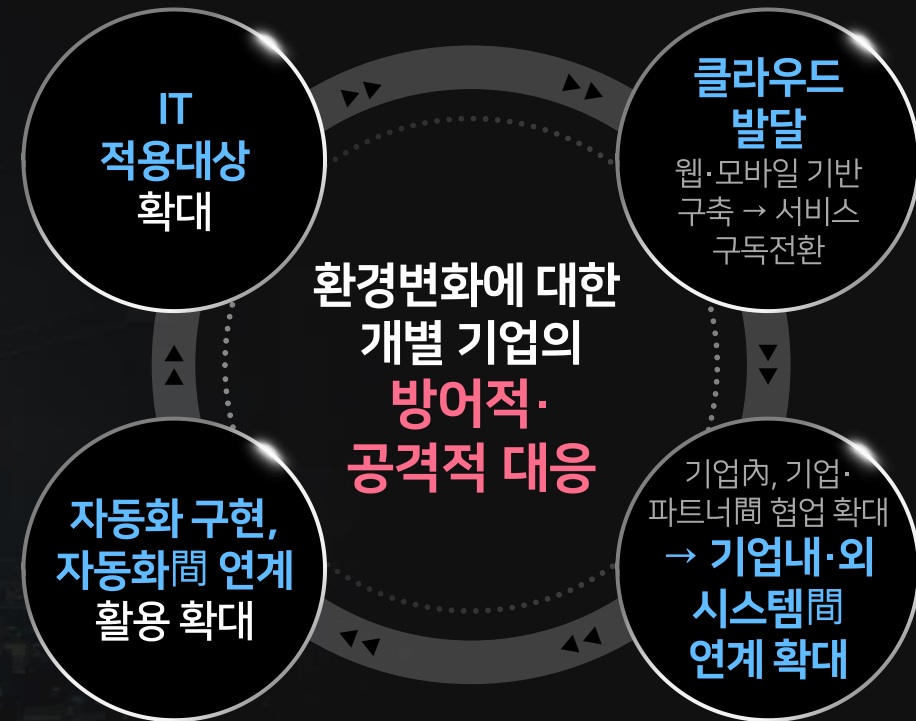 IT
적용대상
확대
클라우드
발달
웹·모바일 기반
구축 → 서비스
구독전환
환경변화에 대한
개별 기업의
방어적·
공격적 대응
자동화 구현,
자동화間 연계
활용 확대
기업內, 기업·
파트너間 협업 확대
→ 기업내·외
시스템間
연계 확대